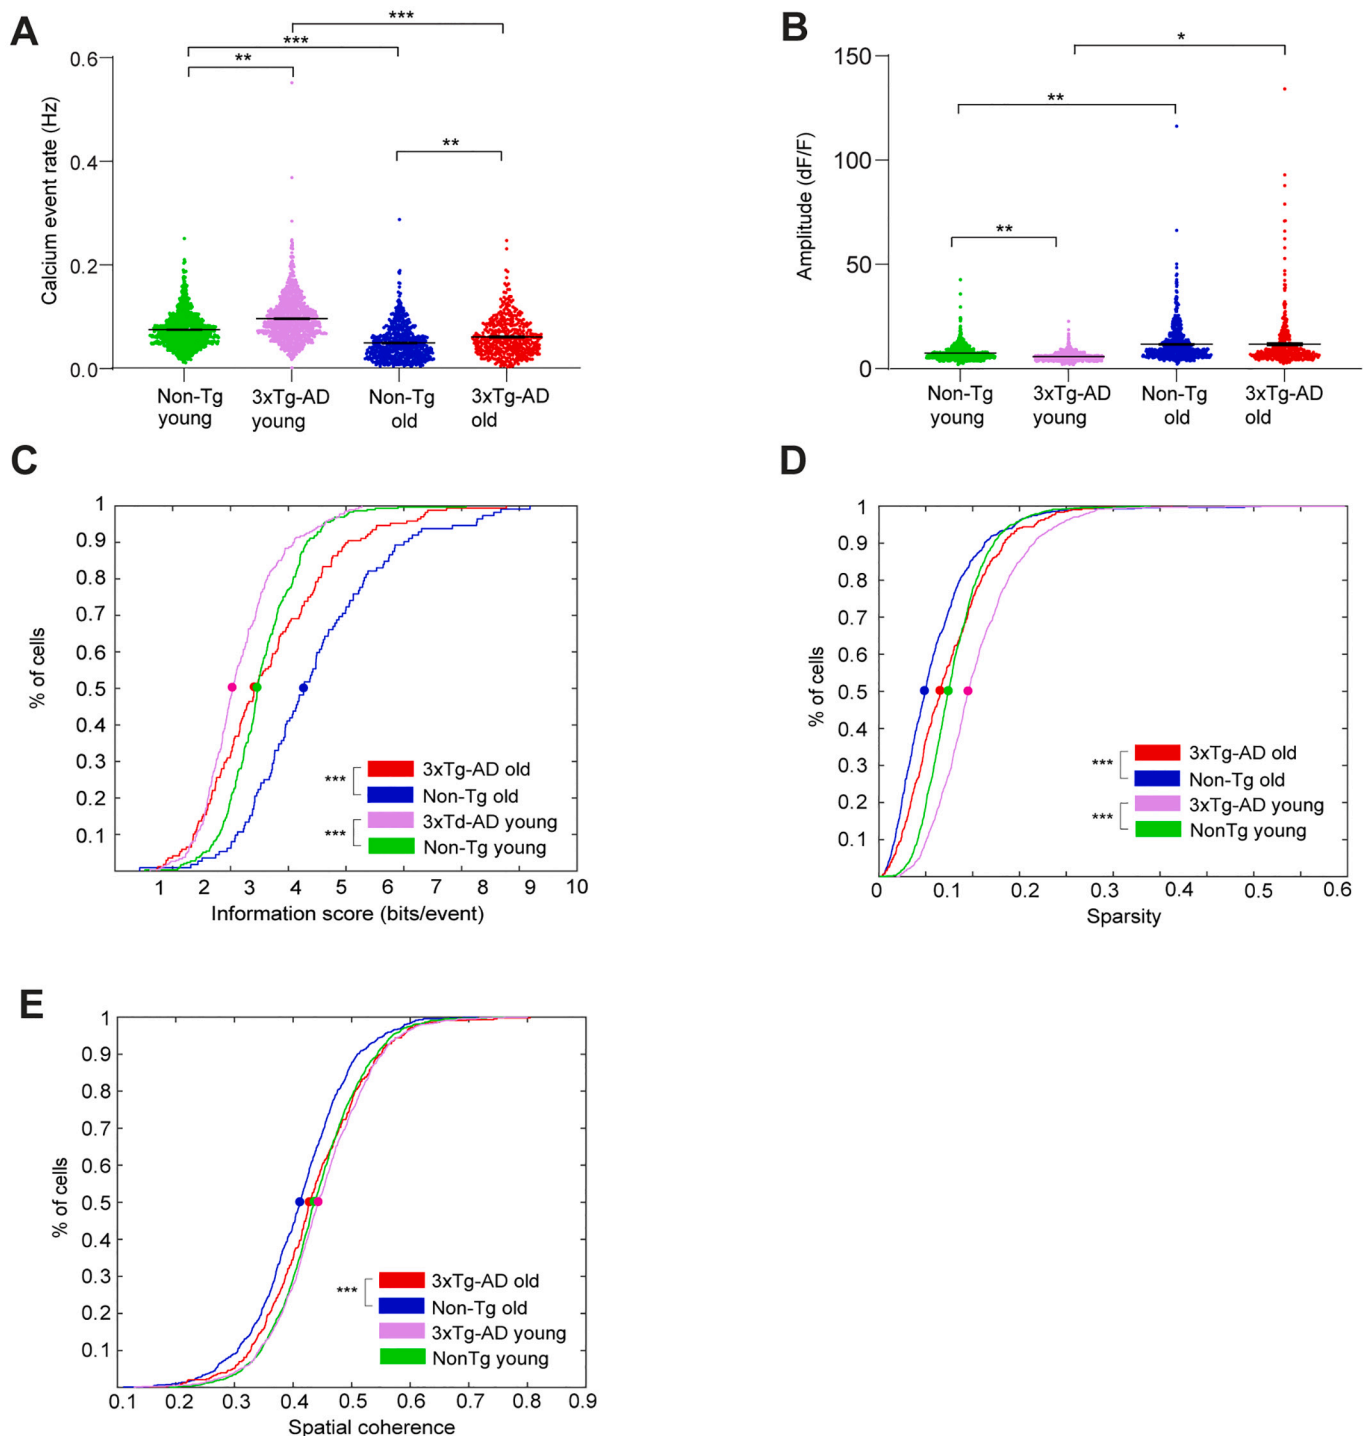 A
***
***
**
**
0.6
0.4
0.2
0.0
Calcium event rate (Hz)
Non-Tg
young
3xTg-AD
young
Non-Tg
old
3xTg-AD
old
B
*
**
**
150
100
50
0
Amplitude (dF/F)
Non-Tg
young
3xTg-AD
young
Non-Tg
old
3xTg-AD
old
C
1
0.9
0.8
0.7
0.6
0.5
0.4
0.3
0.2
0.1
% of cells
*** 3xTg-AD old
Non-Tg old
*** 3xTd-AD young
Non-Tg young
1 2 3 4 5 6 7 8 9 10
Information score (bits/event)
D
1
0.9
0.8
0.7
0.6
0.5
0.4
0.3
0.2
0.1
% of cells
*** 3xTg-AD old
Non-Tg old
*** 3xTg-AD young
NonTg young
0 0.1 0.2 0.3 0.4 0.5 0.6
Sparsity
E
1
0.9
0.8
0.7
0.6
0.5
0.4
0.3
0.2
0.1
% of cells
*** 3xTg-AD old
Non-Tg old
3xTg-AD young
NonTg young
0.1 0.2 0.3 0.4 0.5 0.6 0.7 0.8 0.9
Spatial coherence